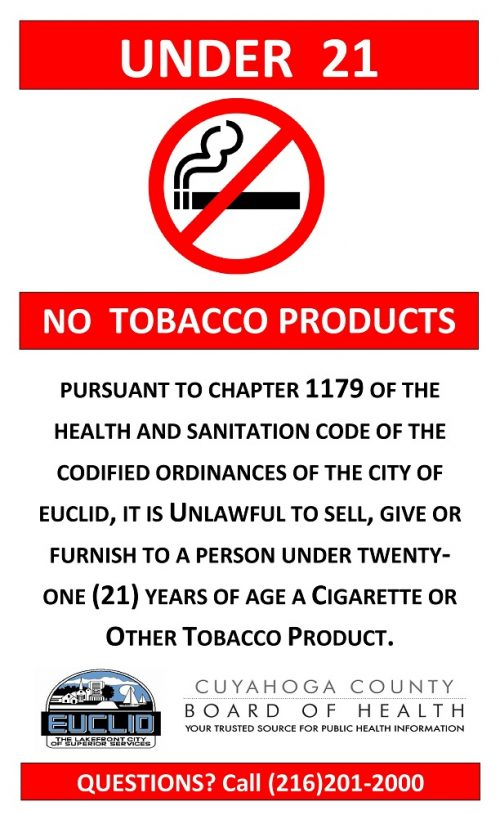 UNDER 21
NO TOBACCO PRODUCTS
PURSUANT TO CHAPTER 1179 OF THE
HEALTH AND SANITATION CODE OF THE
CODIFIED ORDINANCES OF THE CITY OF
EUCLID, IT IS UNLAWFUL TO SELL, GIVE OR
FURNISH TO A PERSON UNDER TWENTY-
ONE (21) YEARS OF AGE A CIGARETTE OR
OTHER TOBACCO PRODUCT.
EUCLID
THE LAKEFRONT CITY
OF SUPERIOR SERVICES
CUYAHOGA COUNTY
BOARD OF HEALTH
YOUR TRUSTED SOURCE FOR PUBLIC HEALTH INFORMATION
QUESTIONS? Call (216)201-2000